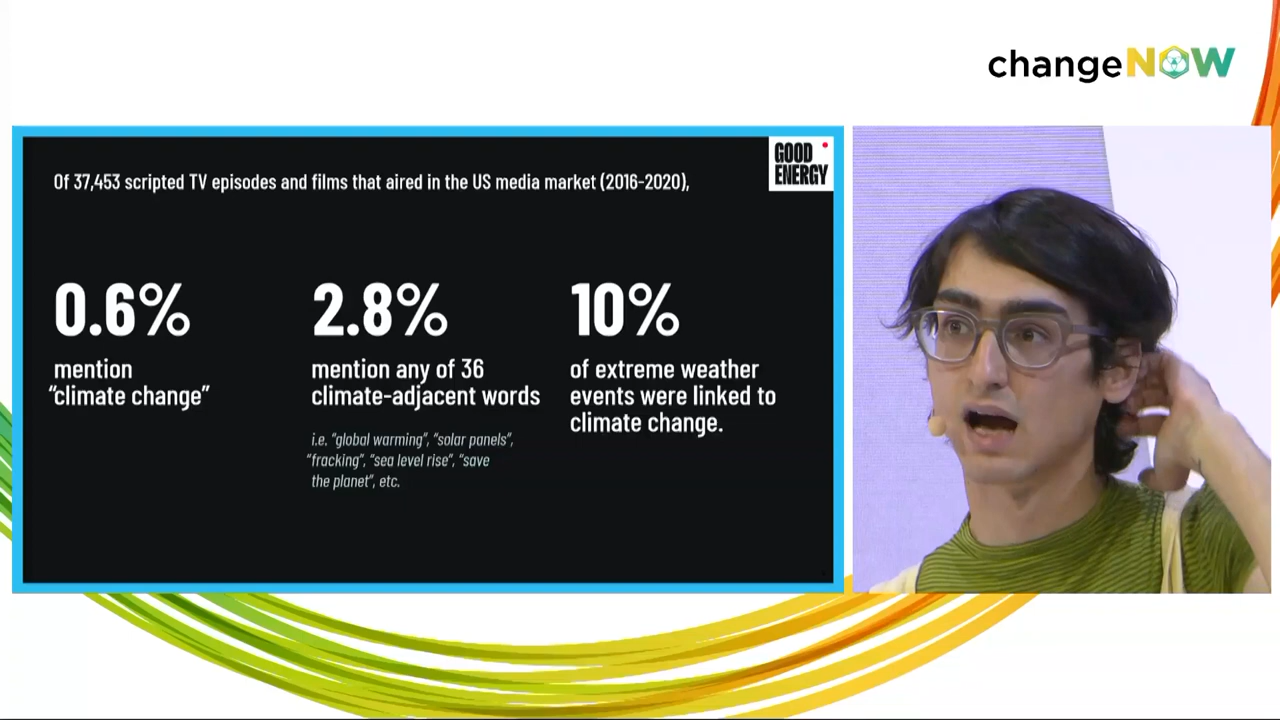 changeNOW
GOOD
ENERGY
Of 37,453 scripted TV episodes and films that aired in the US media market (2016-2020),
0.6%
mention
“climate change”
2.8%
mention any of 36
climate-adjacent words
i.e. “global warming”, “solar panels”,
“fracking”, “sea level rise”, “save
the planet”, etc.
10%
of extreme weather
events were linked to
climate change.